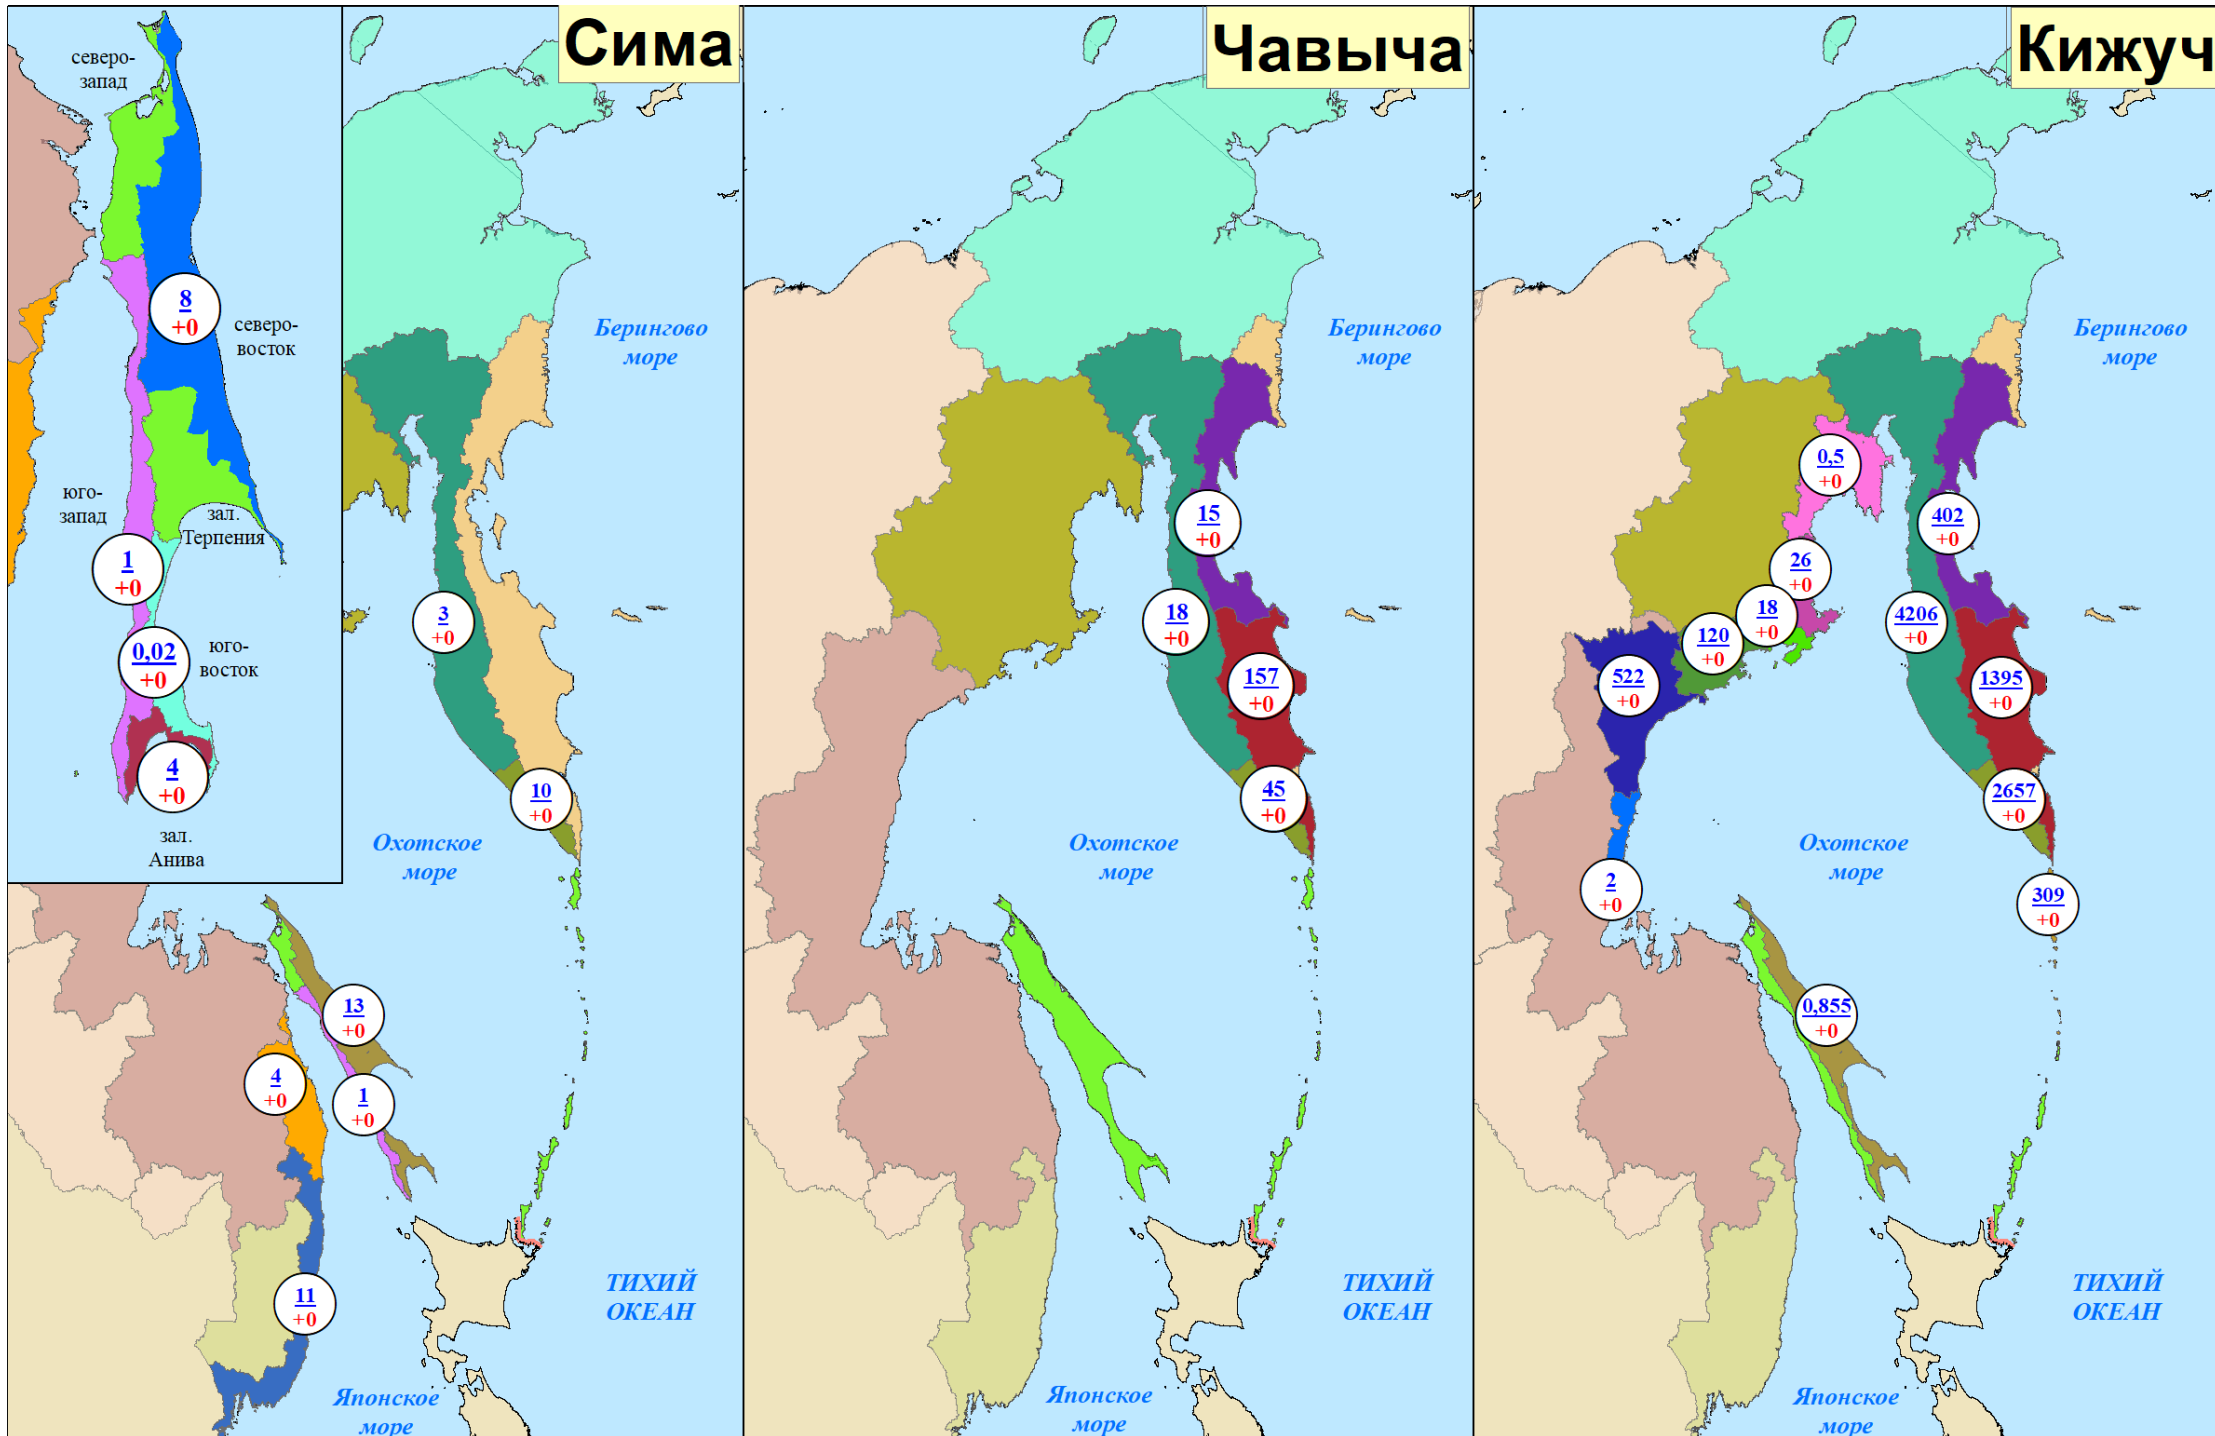 Сима
северо-
запад
8
+0
северо-
восток
юго-
запад
зал.
Терпения
1
+0
0,02
+0
юго-
восток
4
+0
зал.
Анива
Берингово
море
3
+0
10
+0
Охотское
море
13
+0
4
+0
1
+0
11
+0
ТИХИЙ
ОКЕАН
Японское
море
Чавыча
Берингово
море
15
+0
18
+0
157
+0
45
+0
Охотское
море
ТИХИЙ
ОКЕАН
Японское
море
Кижуч
Берингово
море
0,5
+0
402
+0
26
+0
18
+0
4206
+0
120
+0
522
+0
1395
+0
2657
+0
Охотское
море
2
+0
309
+0
0,855
+0
ТИХИЙ
ОКЕАН
Японское
море